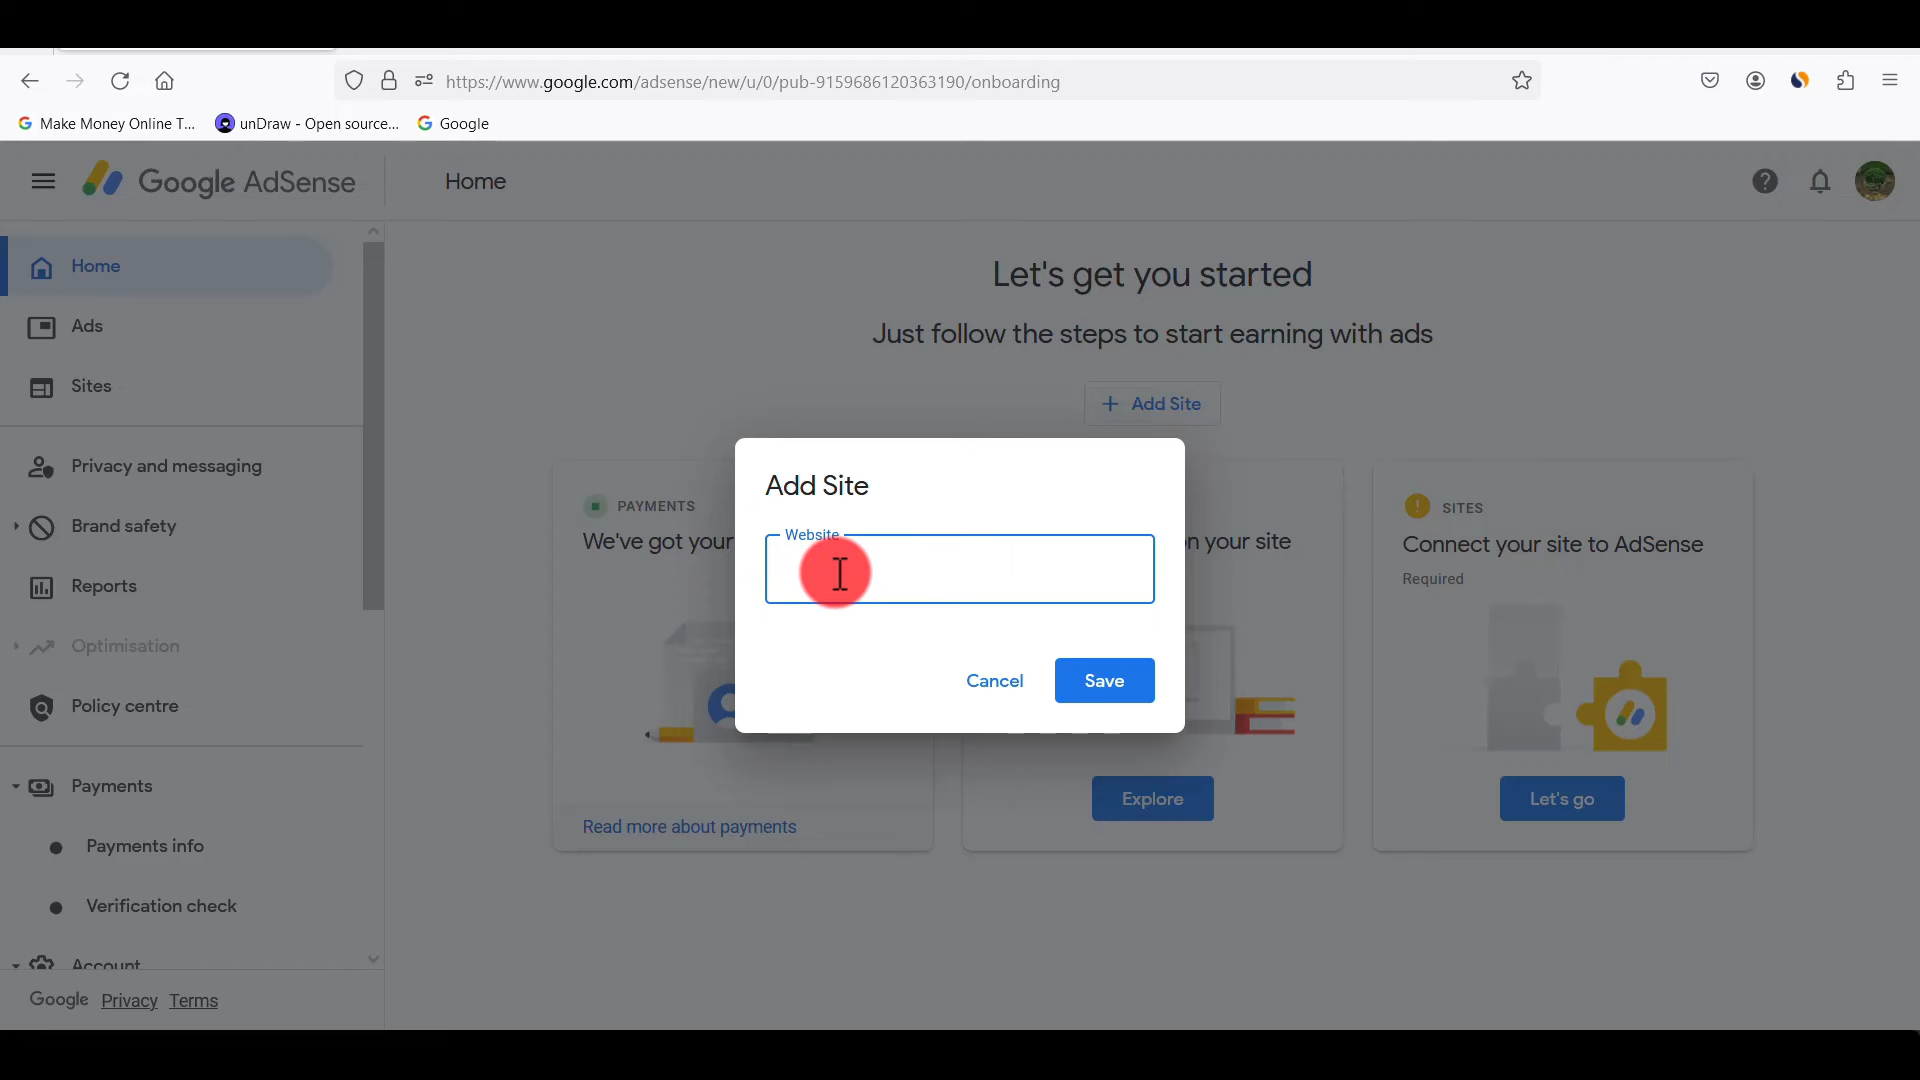 https://www.google.com/adsense/new/u/0/pub-9159686120363190/onboarding
Make Money Online T...
unDraw - Open source...
Google
Google AdSense
Home
Home
Ads
Sites
Privacy and messaging
Brand safety
Reports
Optimisation
Policy centre
Payments
Payments info
Verification check
Account
Google Privacy Terms
Let's get you started
Just follow the steps to start earning with ads
+ Add Site
PAYMENTS
We've got your
Read more about payments
Add Site
Website
Cancel
Save
n your site
Explore
SITES
Connect your site to AdSense
Required
Let's go